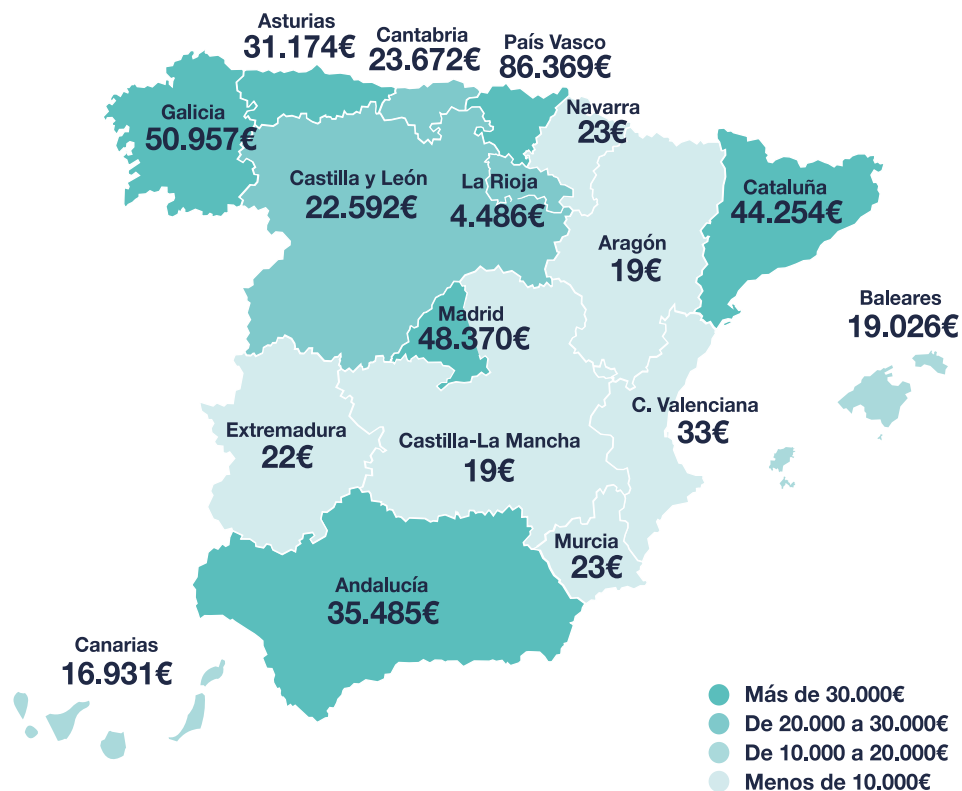 Asturias
31.174€
Cantabria
23.672€
País Vasco
86.369€
Galicia
50.957€
Navarra
23€
Castilla y León
22.592€
La Rioja
4.486€
Cataluña
44.254€
Aragón
19€
Baleares
19.026€
Madrid
48.370€
C. Valenciana
33€
Extremadura
22€
Castilla-La Mancha
19€
Murcia
23€
Andalucía
35.485€
Canarias
16.931€
Más de 30.000€
De 20.000 a 30.000€
De 10.000 a 20.000€
Menos de 10.000€